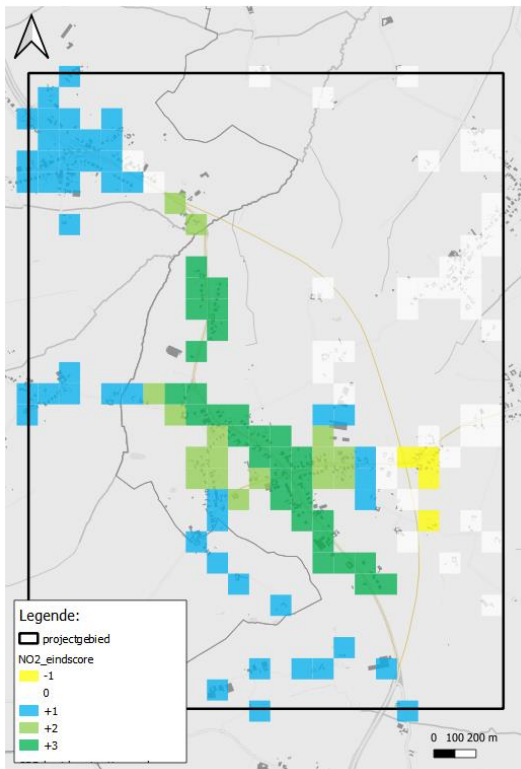 Legende:
projectgebied
NO2_eindscore
-1
0
+1
+2
+3
0 100 200 m